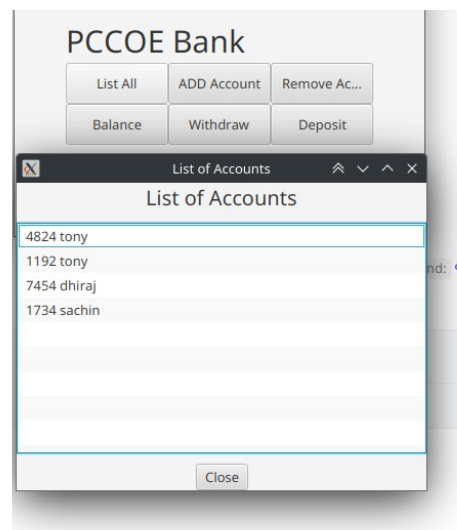 PCCOE Bank
List All ADD Account Remove Ac...
Balance Withdraw Deposit
List of Accounts
List of Accounts
4824 tony
1192 tony
7454 dhiraj
1734 sachin
nd:
Close